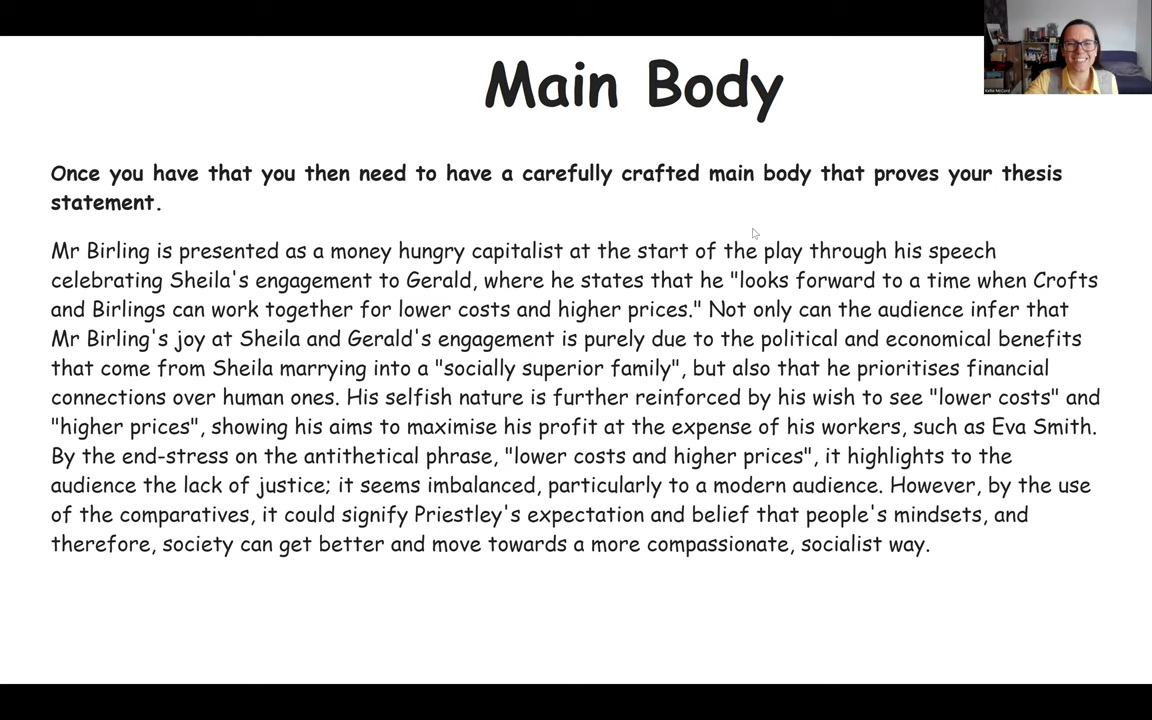 Main Body
Once you have that you then need to have a carefully crafted main body that proves your thesis
statement.
Mr Birling is presented as a money hungry capitalist at the start of the play through his speech
celebrating Sheila's engagement to Gerald, where he states that he "looks forward to a time when Crofts
and Birlings can work together for lower costs and higher prices." Not only can the audience infer that
Mr Birling's joy at Sheila and Gerald's engagement is purely due to the political and economical benefits
that come from Sheila marrying into a "socially superior family", but also that he prioritises financial
connections over human ones. His selfish nature is further reinforced by his wish to see "lower costs" and
"higher prices", showing his aims to maximise his profit at the expense of his workers, such as Eva Smith.
By the end-stress on the antithetical phrase, "lower costs and higher prices", it highlights to the
audience the lack of justice; it seems imbalanced, particularly to a modern audience. However, by the use
of the comparatives, it could signify Priestley's expectation and belief that people's mindsets, and
therefore, society can get better and move towards a more compassionate, socialist way.